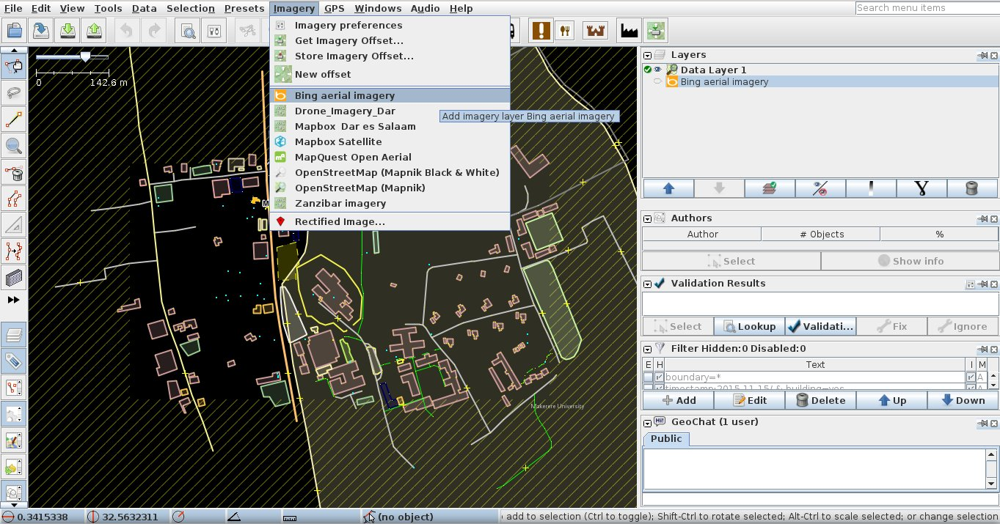 File Edit View Tools Data Selection Presets Imagery GPS Windows Audio Help
Search menu items
Imagery preferences
Get Imagery Offset...
Store Imagery Offset...
New offset
Bing aerial imagery
Drone_Imagery_Dar
Mapbox Dar es Salaam
Mapbox Satellite
MapQuest Open Aerial
OpenStreetMap (Mapnik Black & White)
OpenStreetMap (Mapnik)
Zanzibar imagery
Rectified Image...
Add imagery layer Bing aerial imagery
0 142.6 m
Makerere University
Layers
Data Layer 1
Bing aerial imagery
Authors
Author # Objects %
Select Show info
Validation Results
Select Lookup Validati... Fix Ignore
Filter Hidden:0 Disabled:0
E H Text I M
boundary=* A
Add Edit Delete Up Down
Hi!
GeoChat (1 user)
Public
0.3415338 32.5632311 (no object) add to selection (Ctrl to toggle); Shift-Ctrl to rotate selected; Alt-Ctrl to scale selected; or change selection